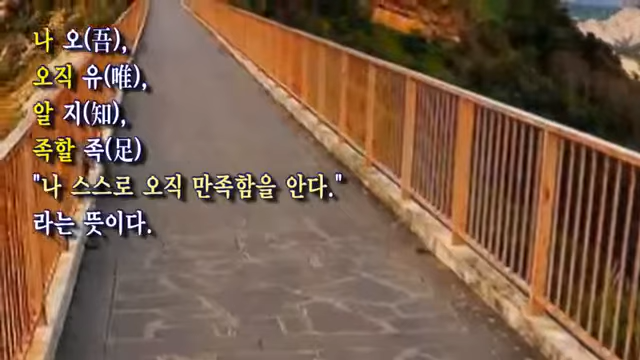 나 오(吾),
오직 유(唯),
알 지(知),
족할 족(足)
"나 스스로 오직 만족함을 안다."
라는 뜻이다.